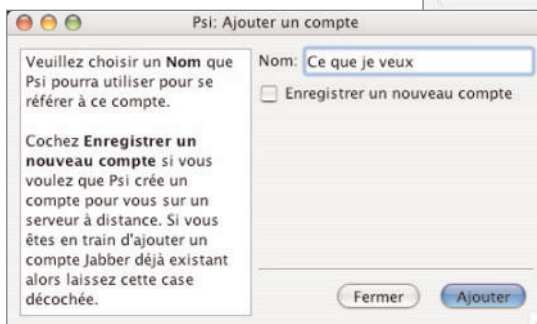 Psi: Ajouter un compte
Veuillez choisir un Nom que
Psi pourra utiliser pour se
référer à ce compte.
Cochez Enregistrer un
nouveau compte si vous
voulez que Psi crée un
compte pour vous sur un
serveur à distance. Si vous
êtes en train d'ajouter un
compte Jabber déjà existant
alors laissez cette case
décochée.
Nom: Ce que je veux
Enregistrer un nouveau compte
Fermer Ajouter